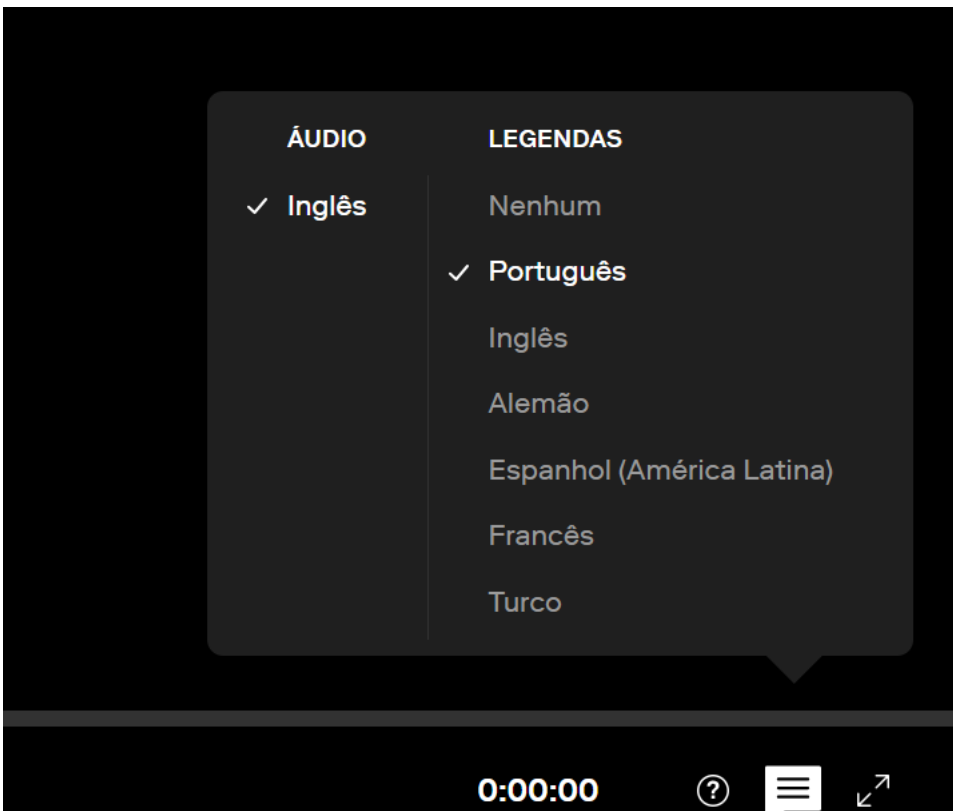 ÁUDIO
Inglês
LEGENDAS
Nenhum
Português
Inglês
Alemão
Espanhol (América Latina)
Francês
Turco
0:00:00
?